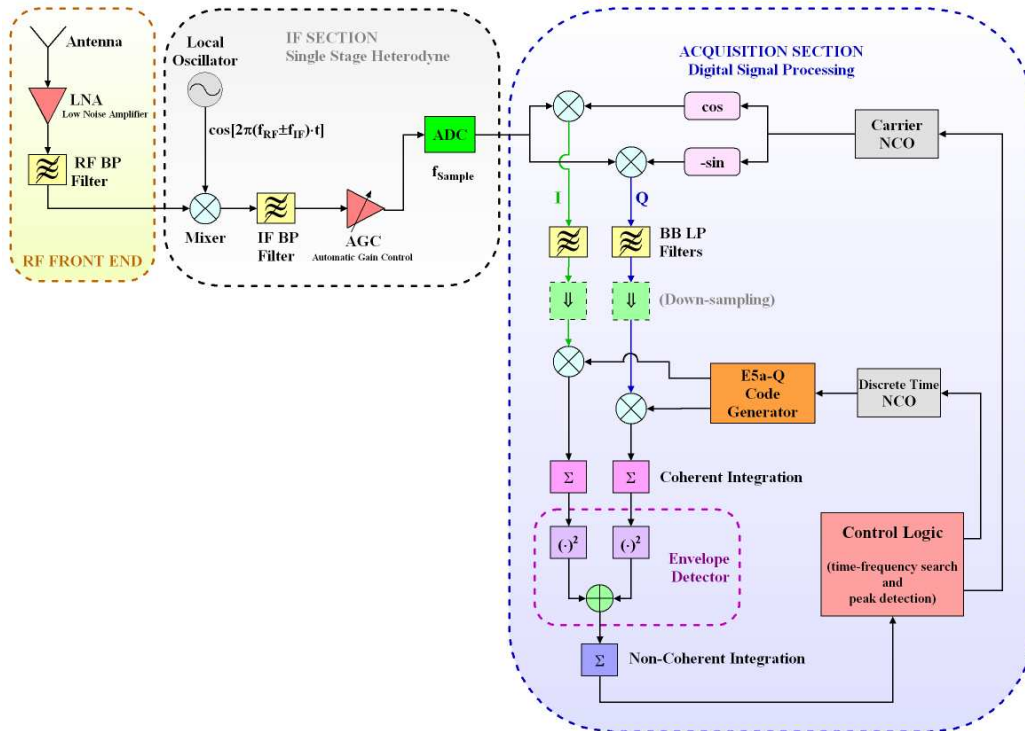 Antenna
LNA
Low Noise Amplifier
RF BP
Filter
RF FRONT END
IF SECTION
Single Stage Heterodyne
Local
Oscillator
cos[2π(f_RF±f_IF)·t]
Mixer
IF BP
Filter
AGC
Automatic Gain Control
ADC
f_Sample
ACQUISITION SECTION
Digital Signal Processing
cos
-sin
Carrier
NCO
I
Q
BB LP
Filters
⇓
⇓
(Down-sampling)
E5a-Q
Code
Generator
Discrete Time
NCO
Σ
Σ
Coherent Integration
(·)²
(·)²
Envelope
Detector
Σ
Non-Coherent Integration
Control Logic
(time-frequency search
and
peak detection)